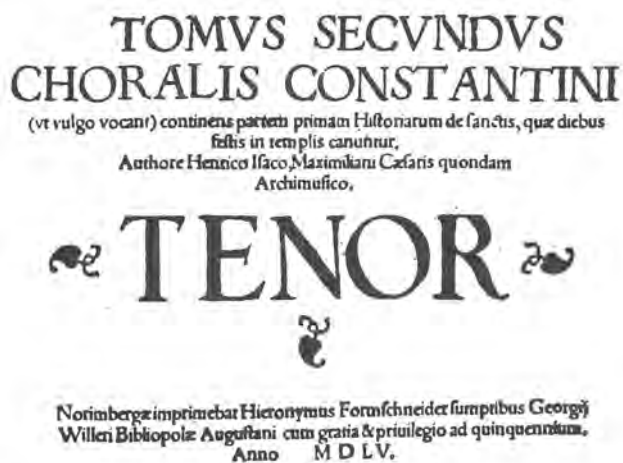 TOMVS SECVNDVS
CHORALIS CONSTANTINI
(vt vulgo vocant) continens partem primam Hiſtoriarum de ſanctis, quæ diebus
feſtis in templis canuntur,
Authore Henrico Iſaco, Maximiliani Cæſaris quondam
Archimuſico,
TENOR
Norimbergæ imprimebat Hieronymus Formſchneider ſumptibus Georgij
Willeri Bibliopolæ Auguſtani cum gratia & priuilegio ad quinquennium,
Anno M D LV.